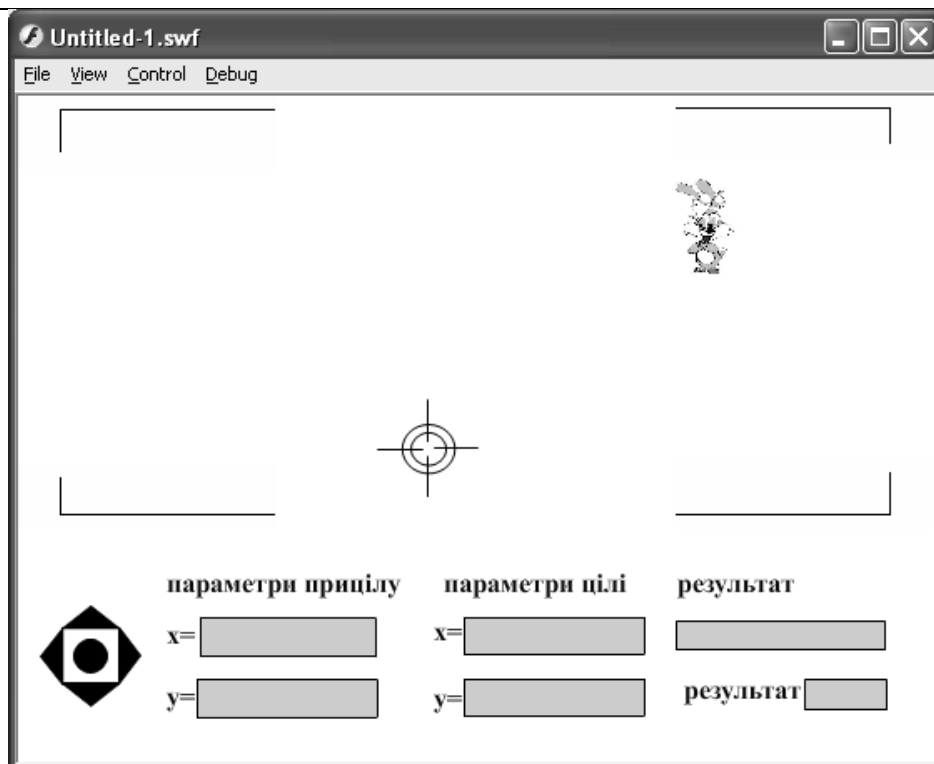 Untitled-1.swf
File View Control Debug
параметри прицілу параметри цілі результат
x= x=
y= y= результат